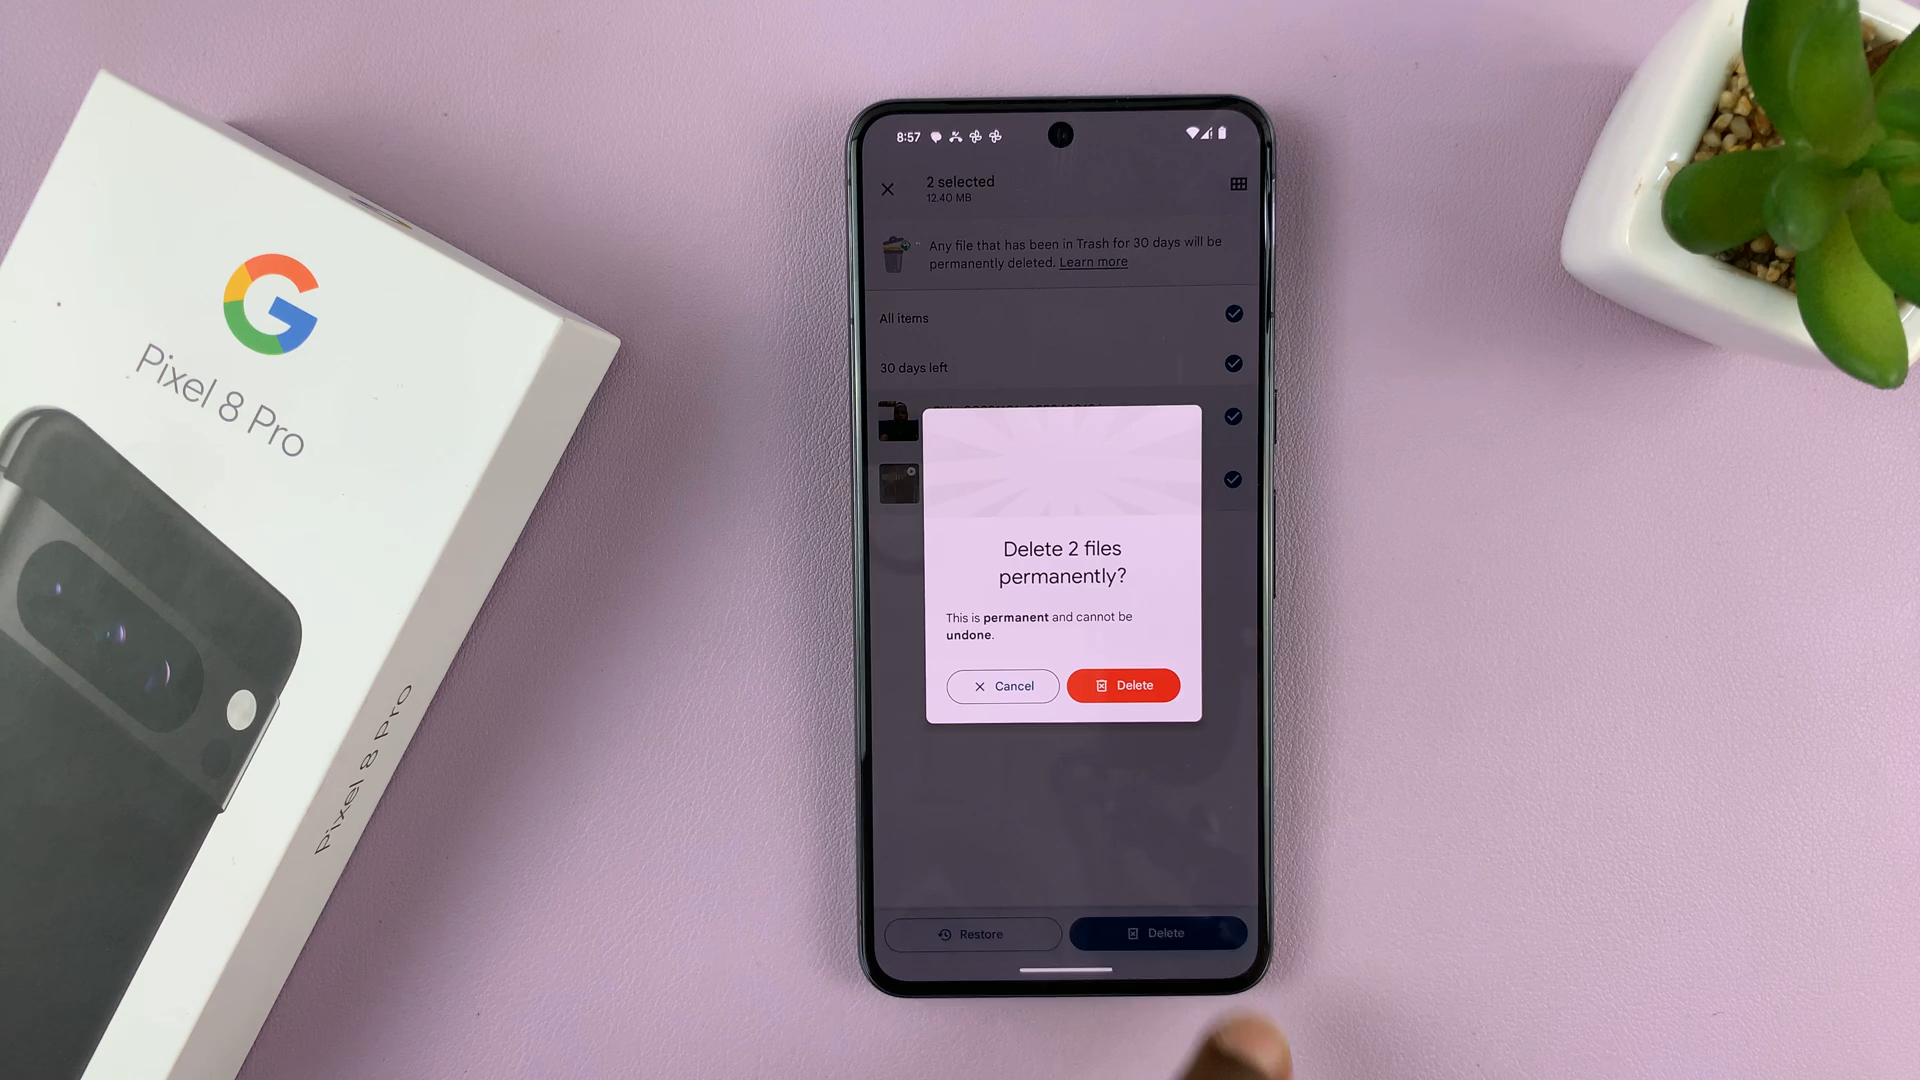 Pixel 8 Pro
Pixel 8 Pro
8:57
2 selected
12.40 MB
Any file that has been in Trash for 30 days will be
permanently deleted. Learn more
All items
30 days left
Delete 2 files
permanently?
This is permanent and cannot be
undone.
Cancel
Delete
Restore
Delete